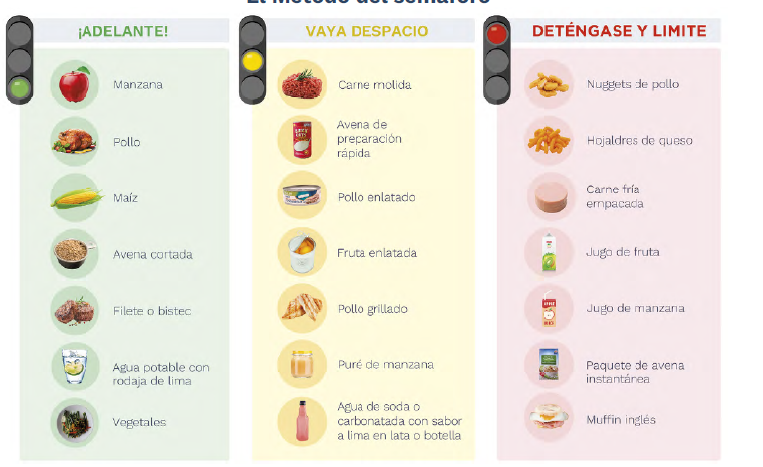 El Método del semáforo
¡ADELANTE!
Manzana
Pollo
Maíz
Avena cortada
Filete o bistec
Agua potable con
rodaja de lima
Vegetales
VAYA DESPACIO
Carne molida
Avena de
preparación
rápida
Pollo enlatado
Fruta enlatada
Pollo grillado
Puré de manzana
Agua de soda o
carbonatada con sabor
a lima en lata o botella
DETÉNGASE Y LIMITE
Nuggets de pollo
Hojaldres de queso
Carne fría
empacada
Jugo de fruta
Jugo de manzana
Paquete de avena
instantánea
Muffin inglés